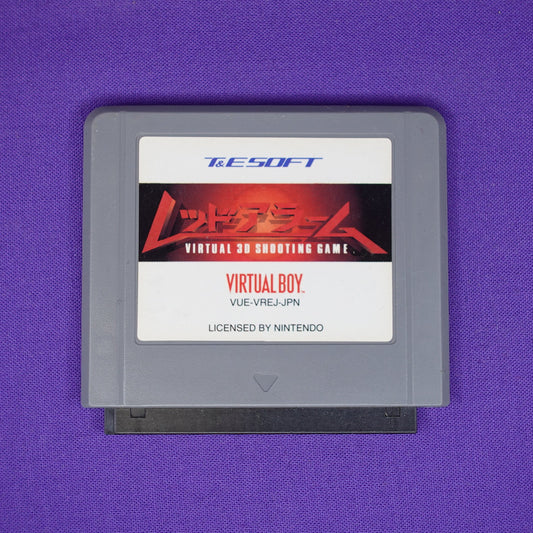 T&E SOFT
レッドアラーム
VIRTUAL 3D SHOOTING GAME
VIRTUAL BOY™
VUE-VREJ-JPN
LICENSED BY NINTENDO